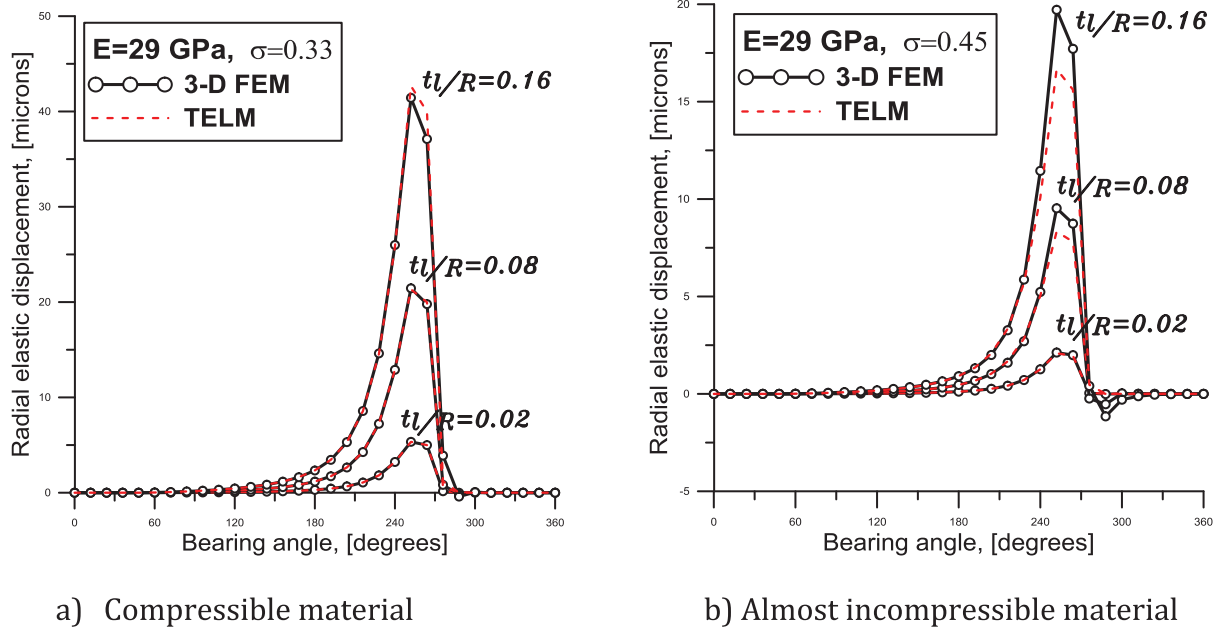 50
40
30
20
10
0
Radial elastic displacement, [microns]
E=29 GPa, σ=0.33
3-D FEM
TELM
tl/R=0.16
tl/R=0.08
tl/R=0.02
0 60 120 180 240 300 360
Bearing angle, [degrees]
a) Compressible material
20
15
10
5
0
-5
Radial elastic displacement, [microns]
E=29 GPa, σ=0.45
3-D FEM
TELM
tl/R=0.16
tl/R=0.08
tl/R=0.02
0 60 120 180 240 300 360
Bearing angle, [degrees]
b) Almost incompressible material